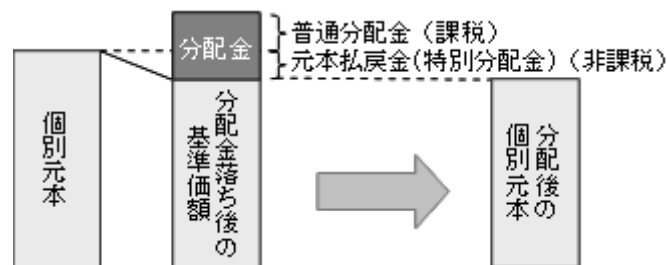 分配金
普通分配金（課税）
元本払戻金(特別分配金)（非課税）
個別元本
分配金落ち後の
基準価額
分配後の
個別元本